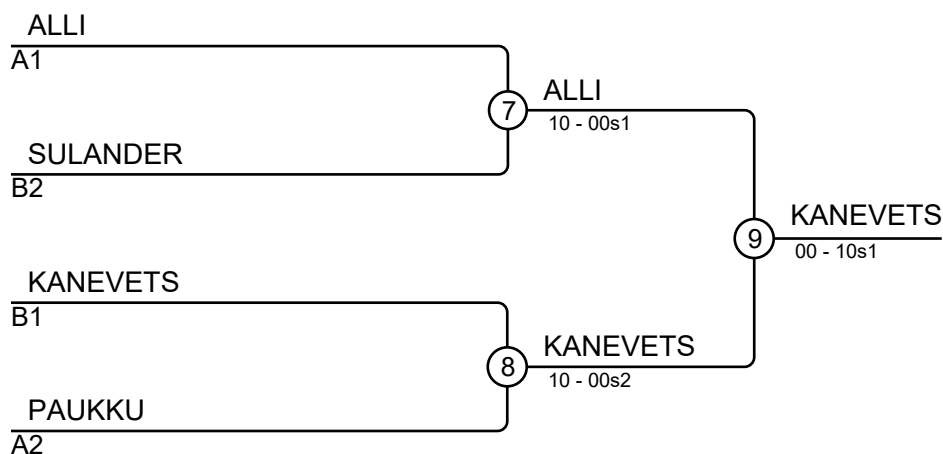 ALLI
A1
7
ALLI
10 - 00s1
SULANDER
B2
9
KANEVETS
00 - 10s1
KANEVETS
B1
8
KANEVETS
10 - 00s2
PAUKKU
A2